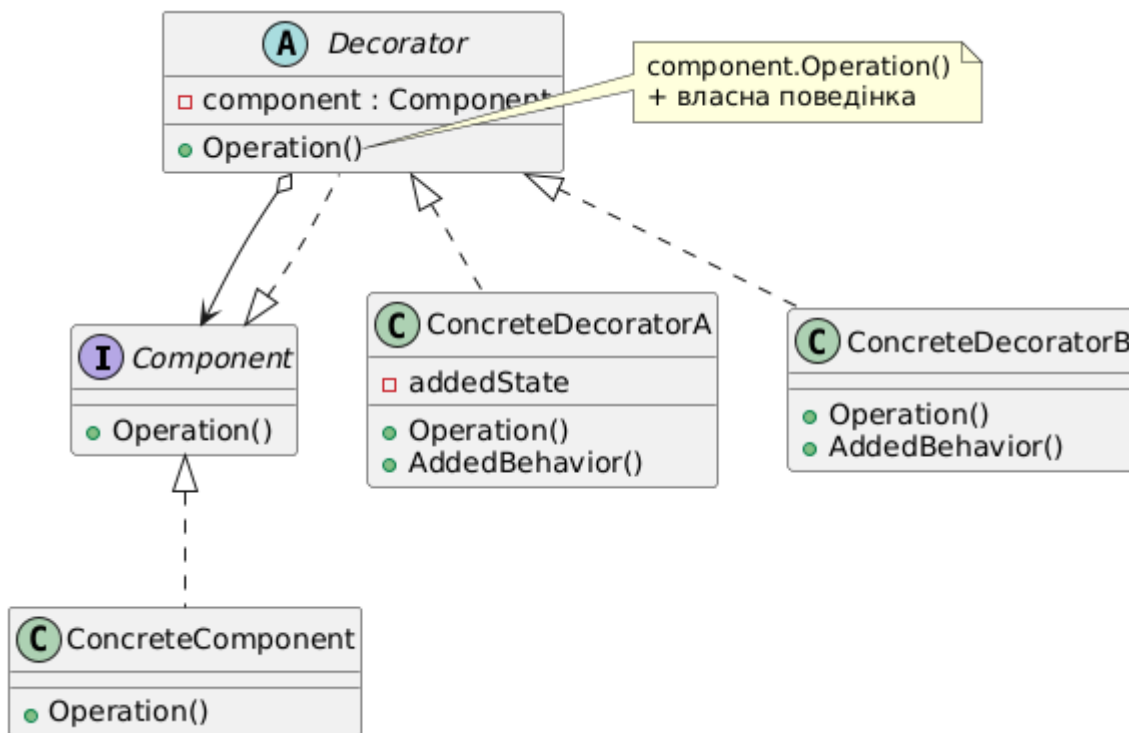 A Decorator
component : Component
Operation()
component.Operation()
+ власна поведінка
I Component
Operation()
C ConcreteDecoratorA
addedState
Operation()
AddedBehavior()
C ConcreteDecoratorB
Operation()
AddedBehavior()
C ConcreteComponent
Operation()